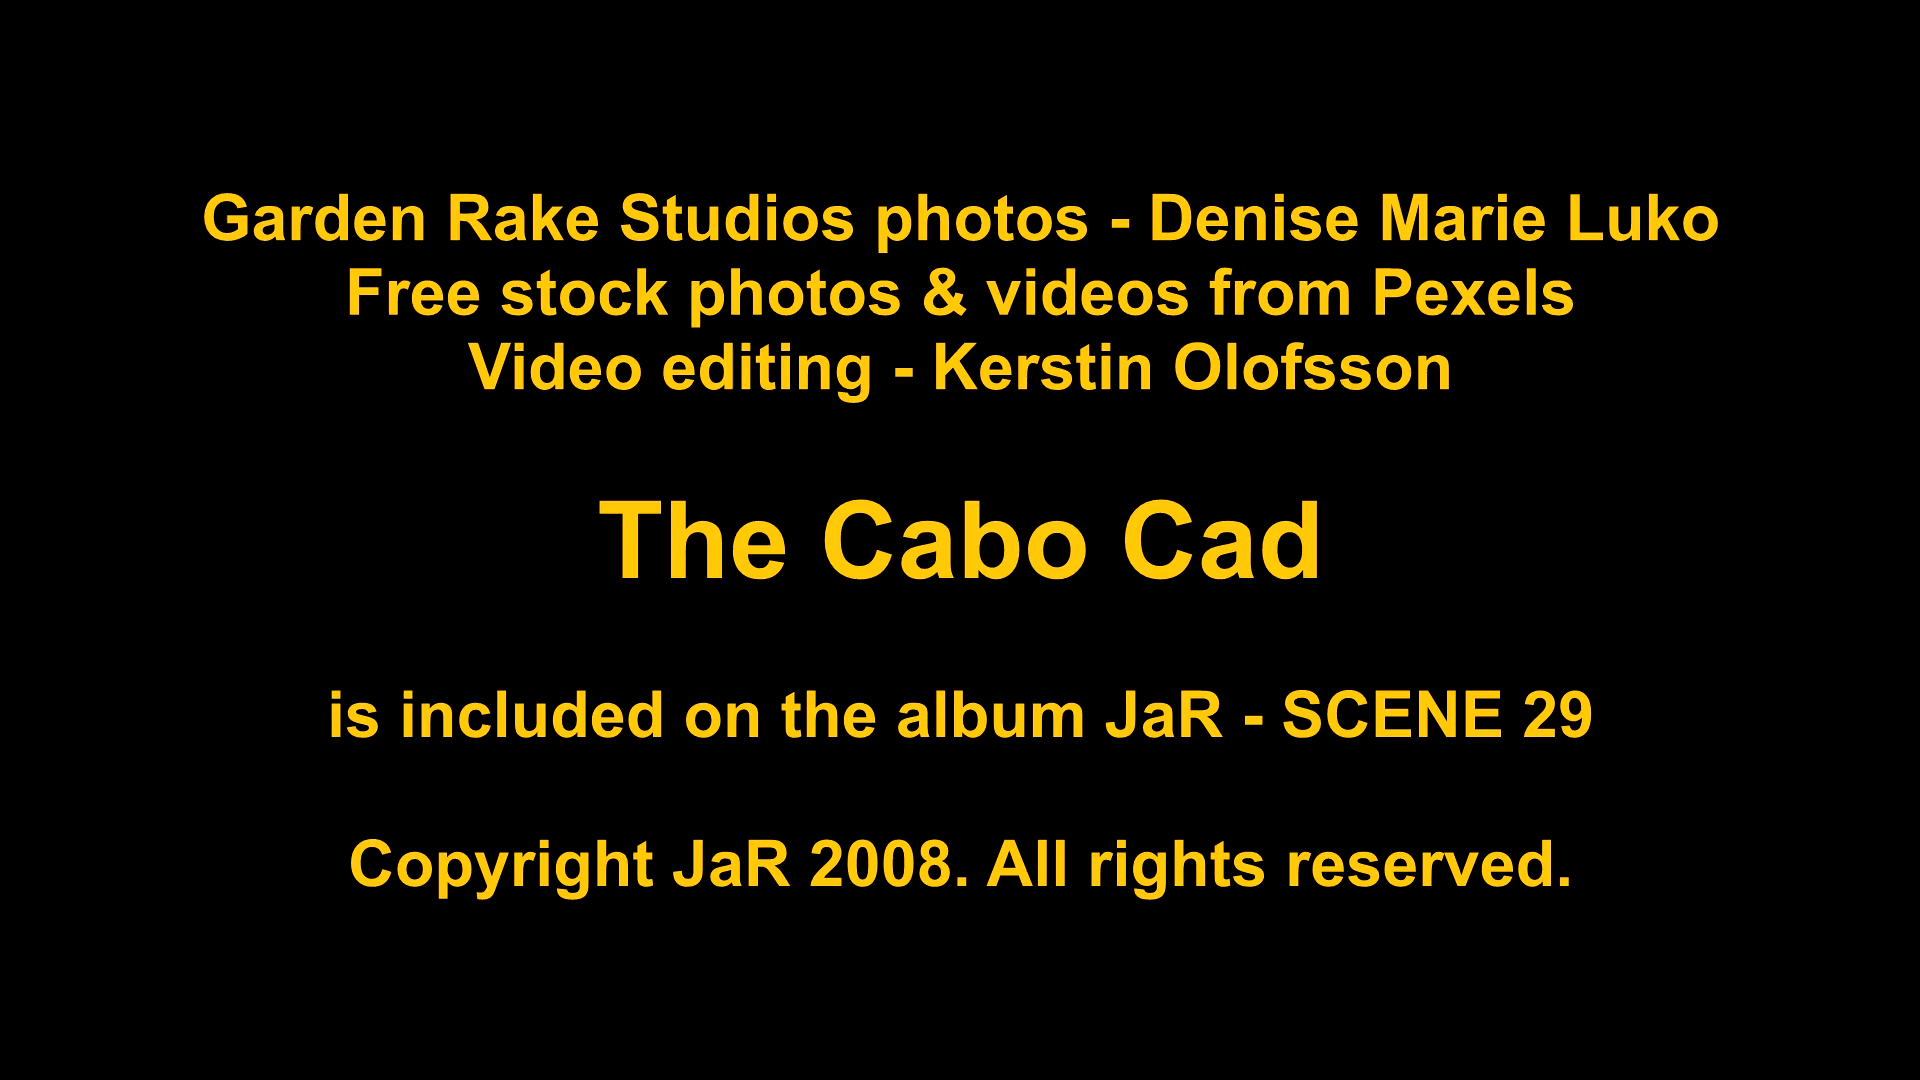 Garden Rake Studios photos - Denise Marie Luko
Free stock photos & videos from Pexels
Video editing - Kerstin Olofsson
The Cabo Cad
is included on the album JaR - SCENE 29
Copyright JaR 2008. All rights reserved.